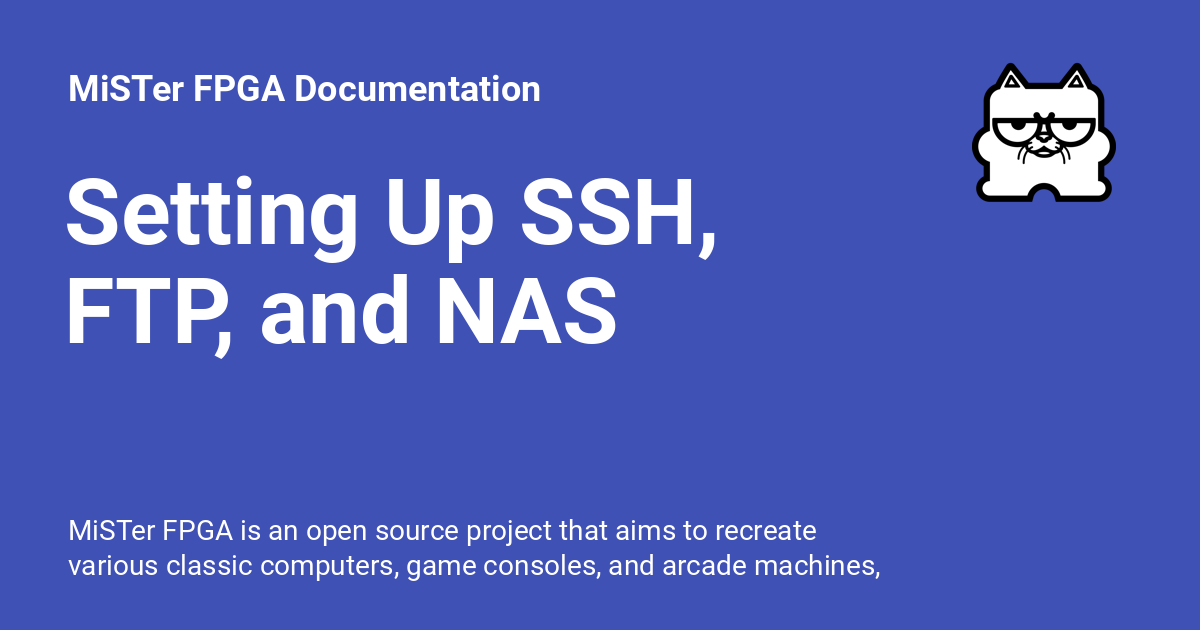 MiSTer FPGA Documentation
Setting Up SSH,
FTP, and NAS
MiSTer FPGA is an open source project that aims to recreate
various classic computers, game consoles, and arcade machines,